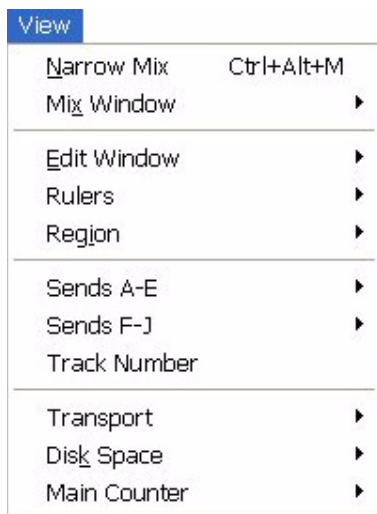 View
Narrow Mix Ctrl+Alt+M
Mix Window
Edit Window
Rulers
Region
Sends A-E
Sends F-J
Track Number
Transport
Disk Space
Main Counter